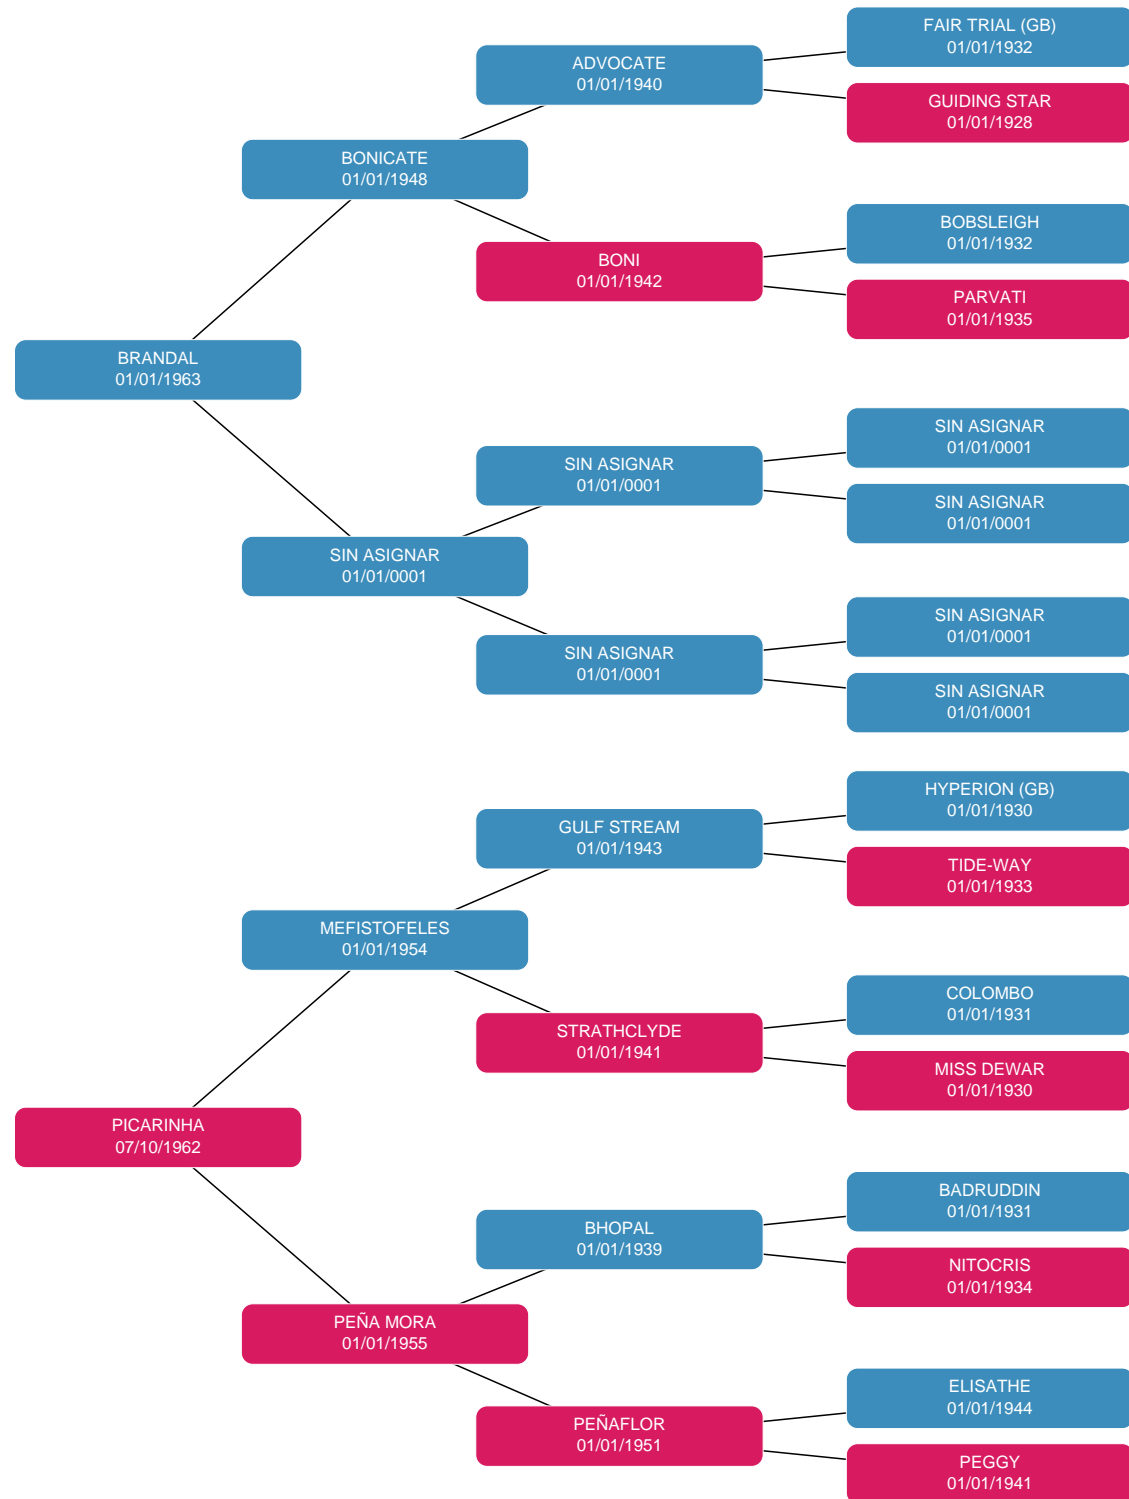 FAIR TRIAL (GB)
01/01/1932
ADVOCATE
01/01/1940
GUIDING STAR
01/01/1928
BONICATE
01/01/1948
BOBSLEIGH
01/01/1932
BONI
01/01/1942
PARVATI
01/01/1935
BRANDAL
01/01/1963
SIN ASIGNAR
01/01/0001
SIN ASIGNAR
01/01/0001
SIN ASIGNAR
01/01/0001
SIN ASIGNAR
01/01/0001
SIN ASIGNAR
01/01/0001
SIN ASIGNAR
01/01/0001
SIN ASIGNAR
01/01/0001
HYPERION (GB)
01/01/1930
GULF STREAM
01/01/1943
TIDE-WAY
01/01/1933
MEFISTOFELES
01/01/1954
COLOMBO
01/01/1931
STRATHCLYDE
01/01/1941
MISS DEWAR
01/01/1930
PICARINHA
07/10/1962
BADRUDDIN
01/01/1931
BHOPAL
01/01/1939
NITOCRIS
01/01/1934
PEÑA MORA
01/01/1955
ELISATHE
01/01/1944
PEÑAFLOR
01/01/1951
PEGGY
01/01/1941